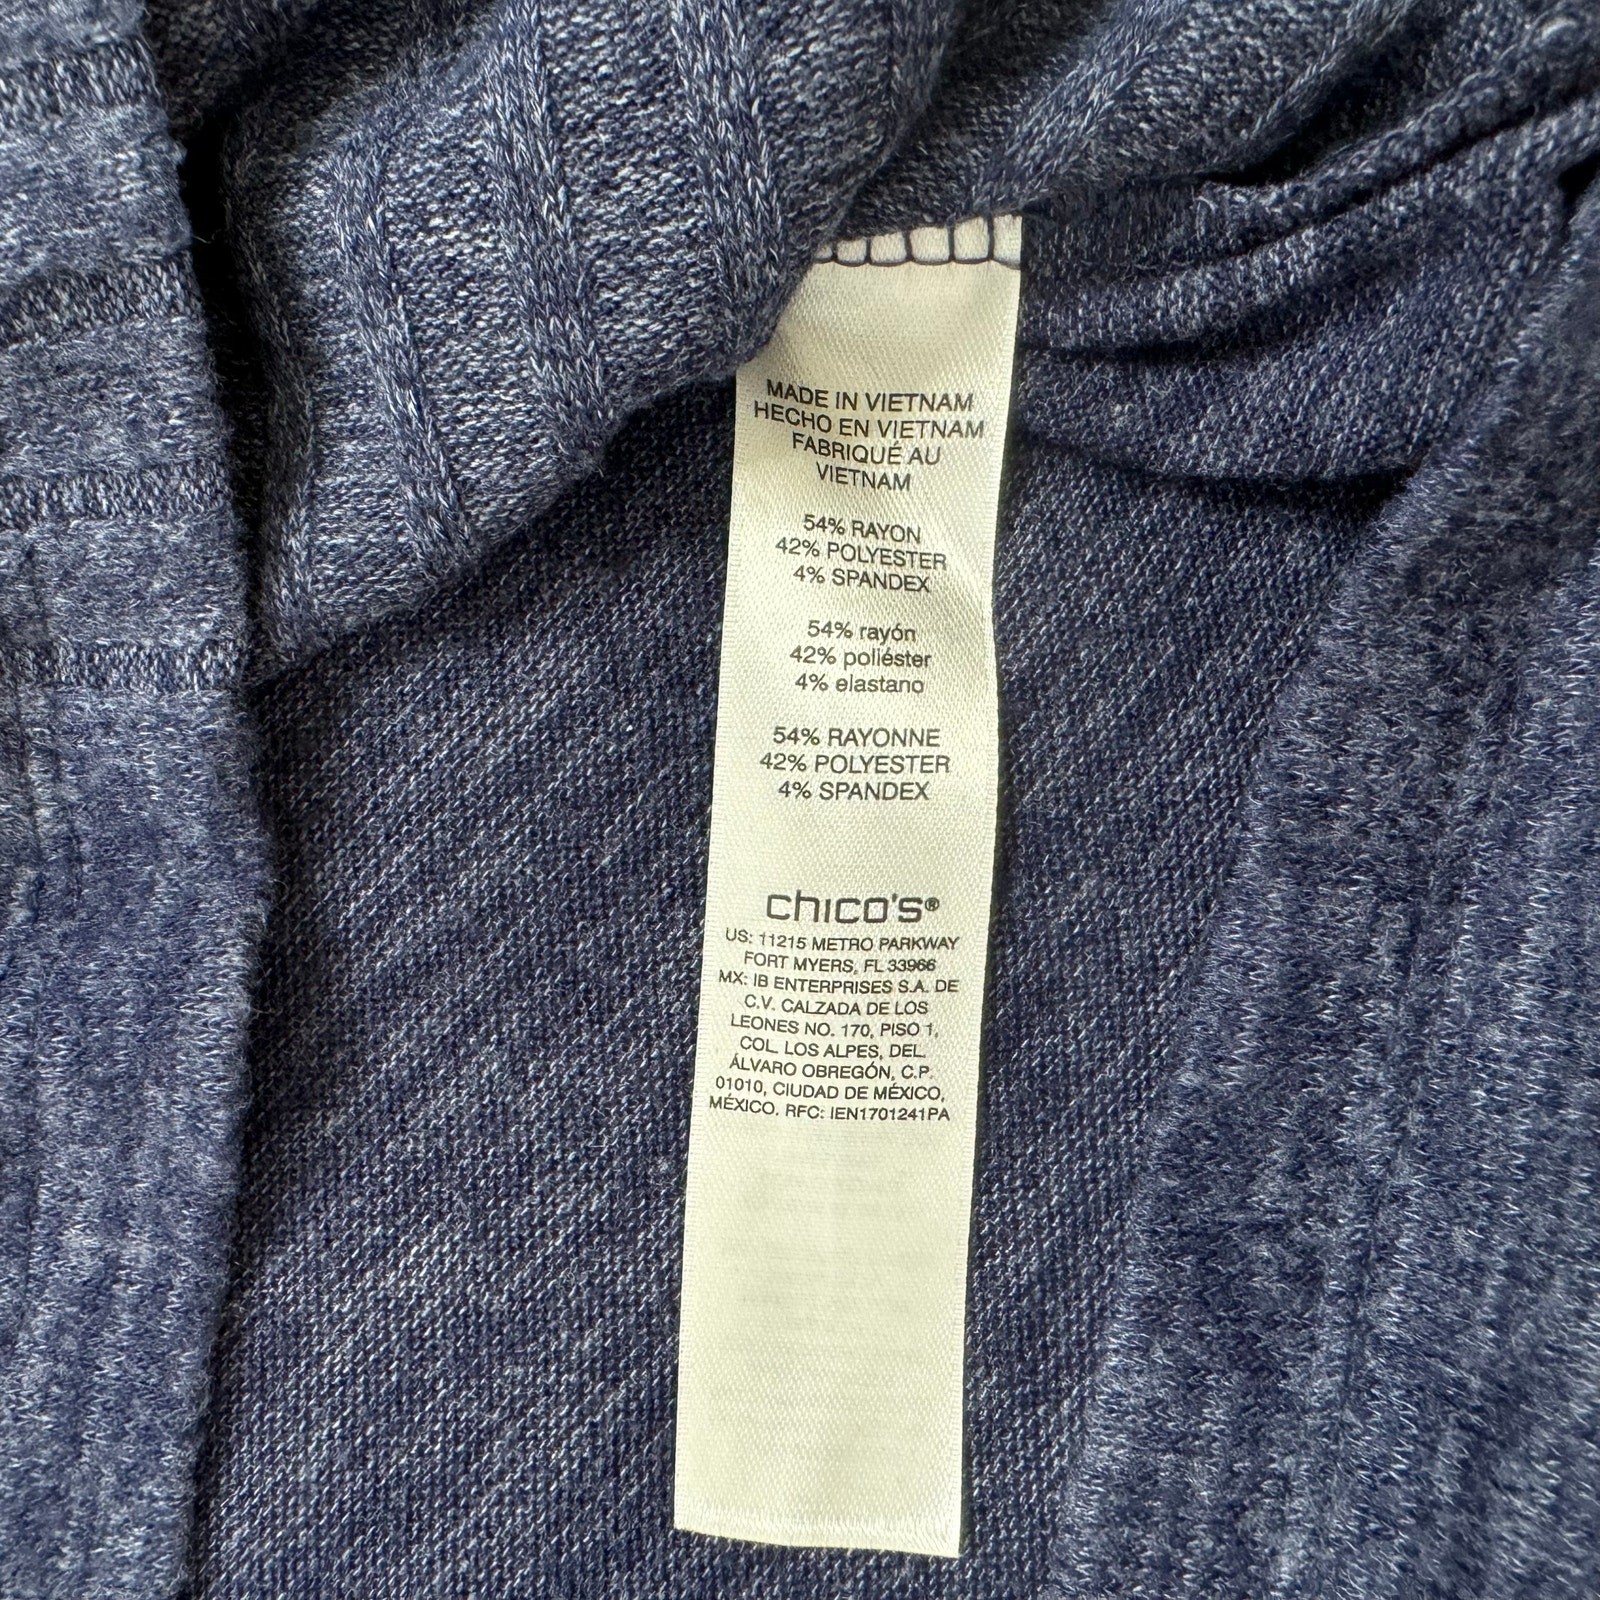 MADE IN VIETNAM
HECHO EN VIETNAM
FABRIQUÉ AU
VIETNAM
54% RAYON
42% POLYESTER
4% SPANDEX
54% rayón
42% poliéster
4% elastano
54% RAYONNE
42% POLYESTER
4% SPANDEX
chico's®
US: 11215 METRO PARKWAY
FORT MYERS, FL 33966
MX: IB ENTERPRISES S.A. DE
C.V. CALZADA DE LOS
LEONES NO. 170, PISO 1,
COL. LOS ALPES, DEL.
ÁLVARO OBREGÓN, C.P.
01010, CIUDAD DE MÉXICO,
MÉXICO. RFC: IEN1701241PA